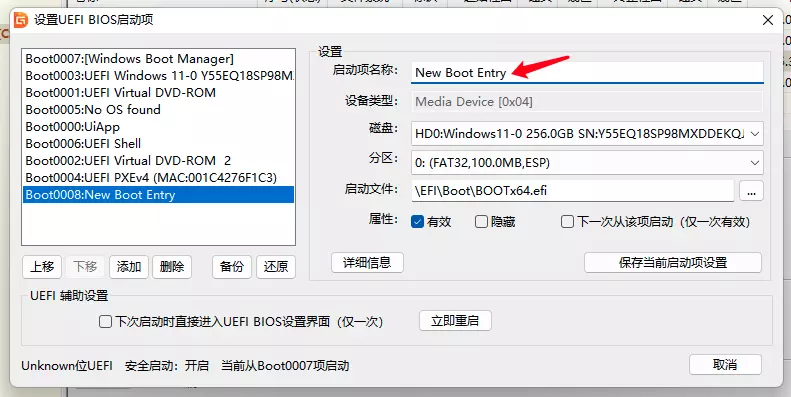 设置UEFI BIOS启动项
Boot0007:[Windows Boot Manager]
Boot0003:UEFI Windows 11-0 Y55EQ18SP98M
Boot0001:UEFI Virtual DVD-ROM
Boot0005:No OS found
Boot0000:UiApp
Boot0006:UEFI Shell
Boot0002:UEFI Virtual DVD-ROM 2
Boot0004:UEFI PXEv4 (MAC:001C4276F1C3)
Boot0008:New Boot Entry
上移 下移 添加 删除 备份 还原
设置
启动项名称: New Boot Entry
设备类型: Media Device [0x04]
磁盘: HD0:Windows11-0 256.0GB SN:Y55EQ18SP98MXDDEKQJ
分区: 0: (FAT32,100.0MB,ESP)
启动文件: \EFI\Boot\BOOTx64.efi ...
属性: 有效 隐藏 下一次从该项启动（仅一次有效）
详细信息 保存当前启动项设置
UEFI 辅助设置
下次启动时直接进入UEFI BIOS设置界面（仅一次） 立即重启
Unknown位UEFI 安全启动：开启 当前从Boot0007项启动
取消